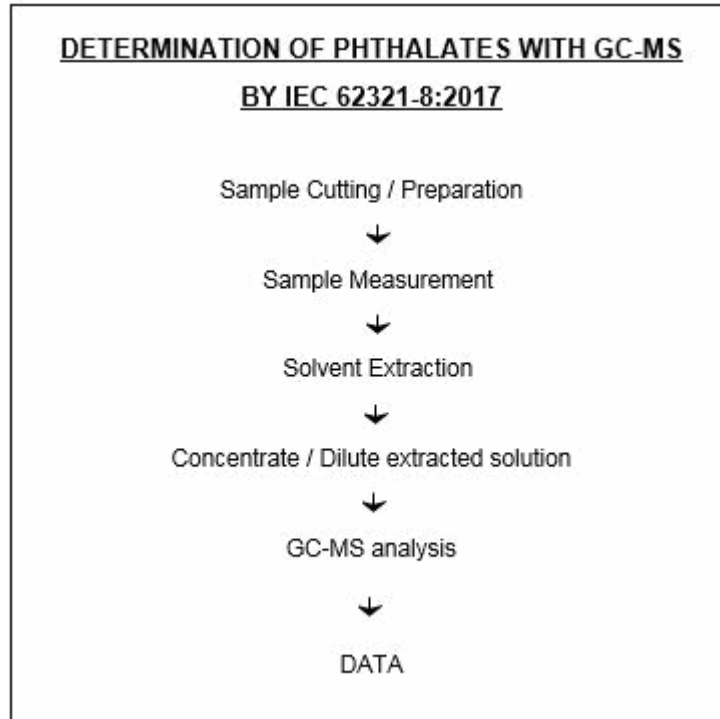 DETERMINATION OF PHTHALATES WITH GC-MS
BY IEC 62321-8:2017
Sample Cutting / Preparation
Sample Measurement
Solvent Extraction
Concentrate / Dilute extracted solution
GC-MS analysis
DATA